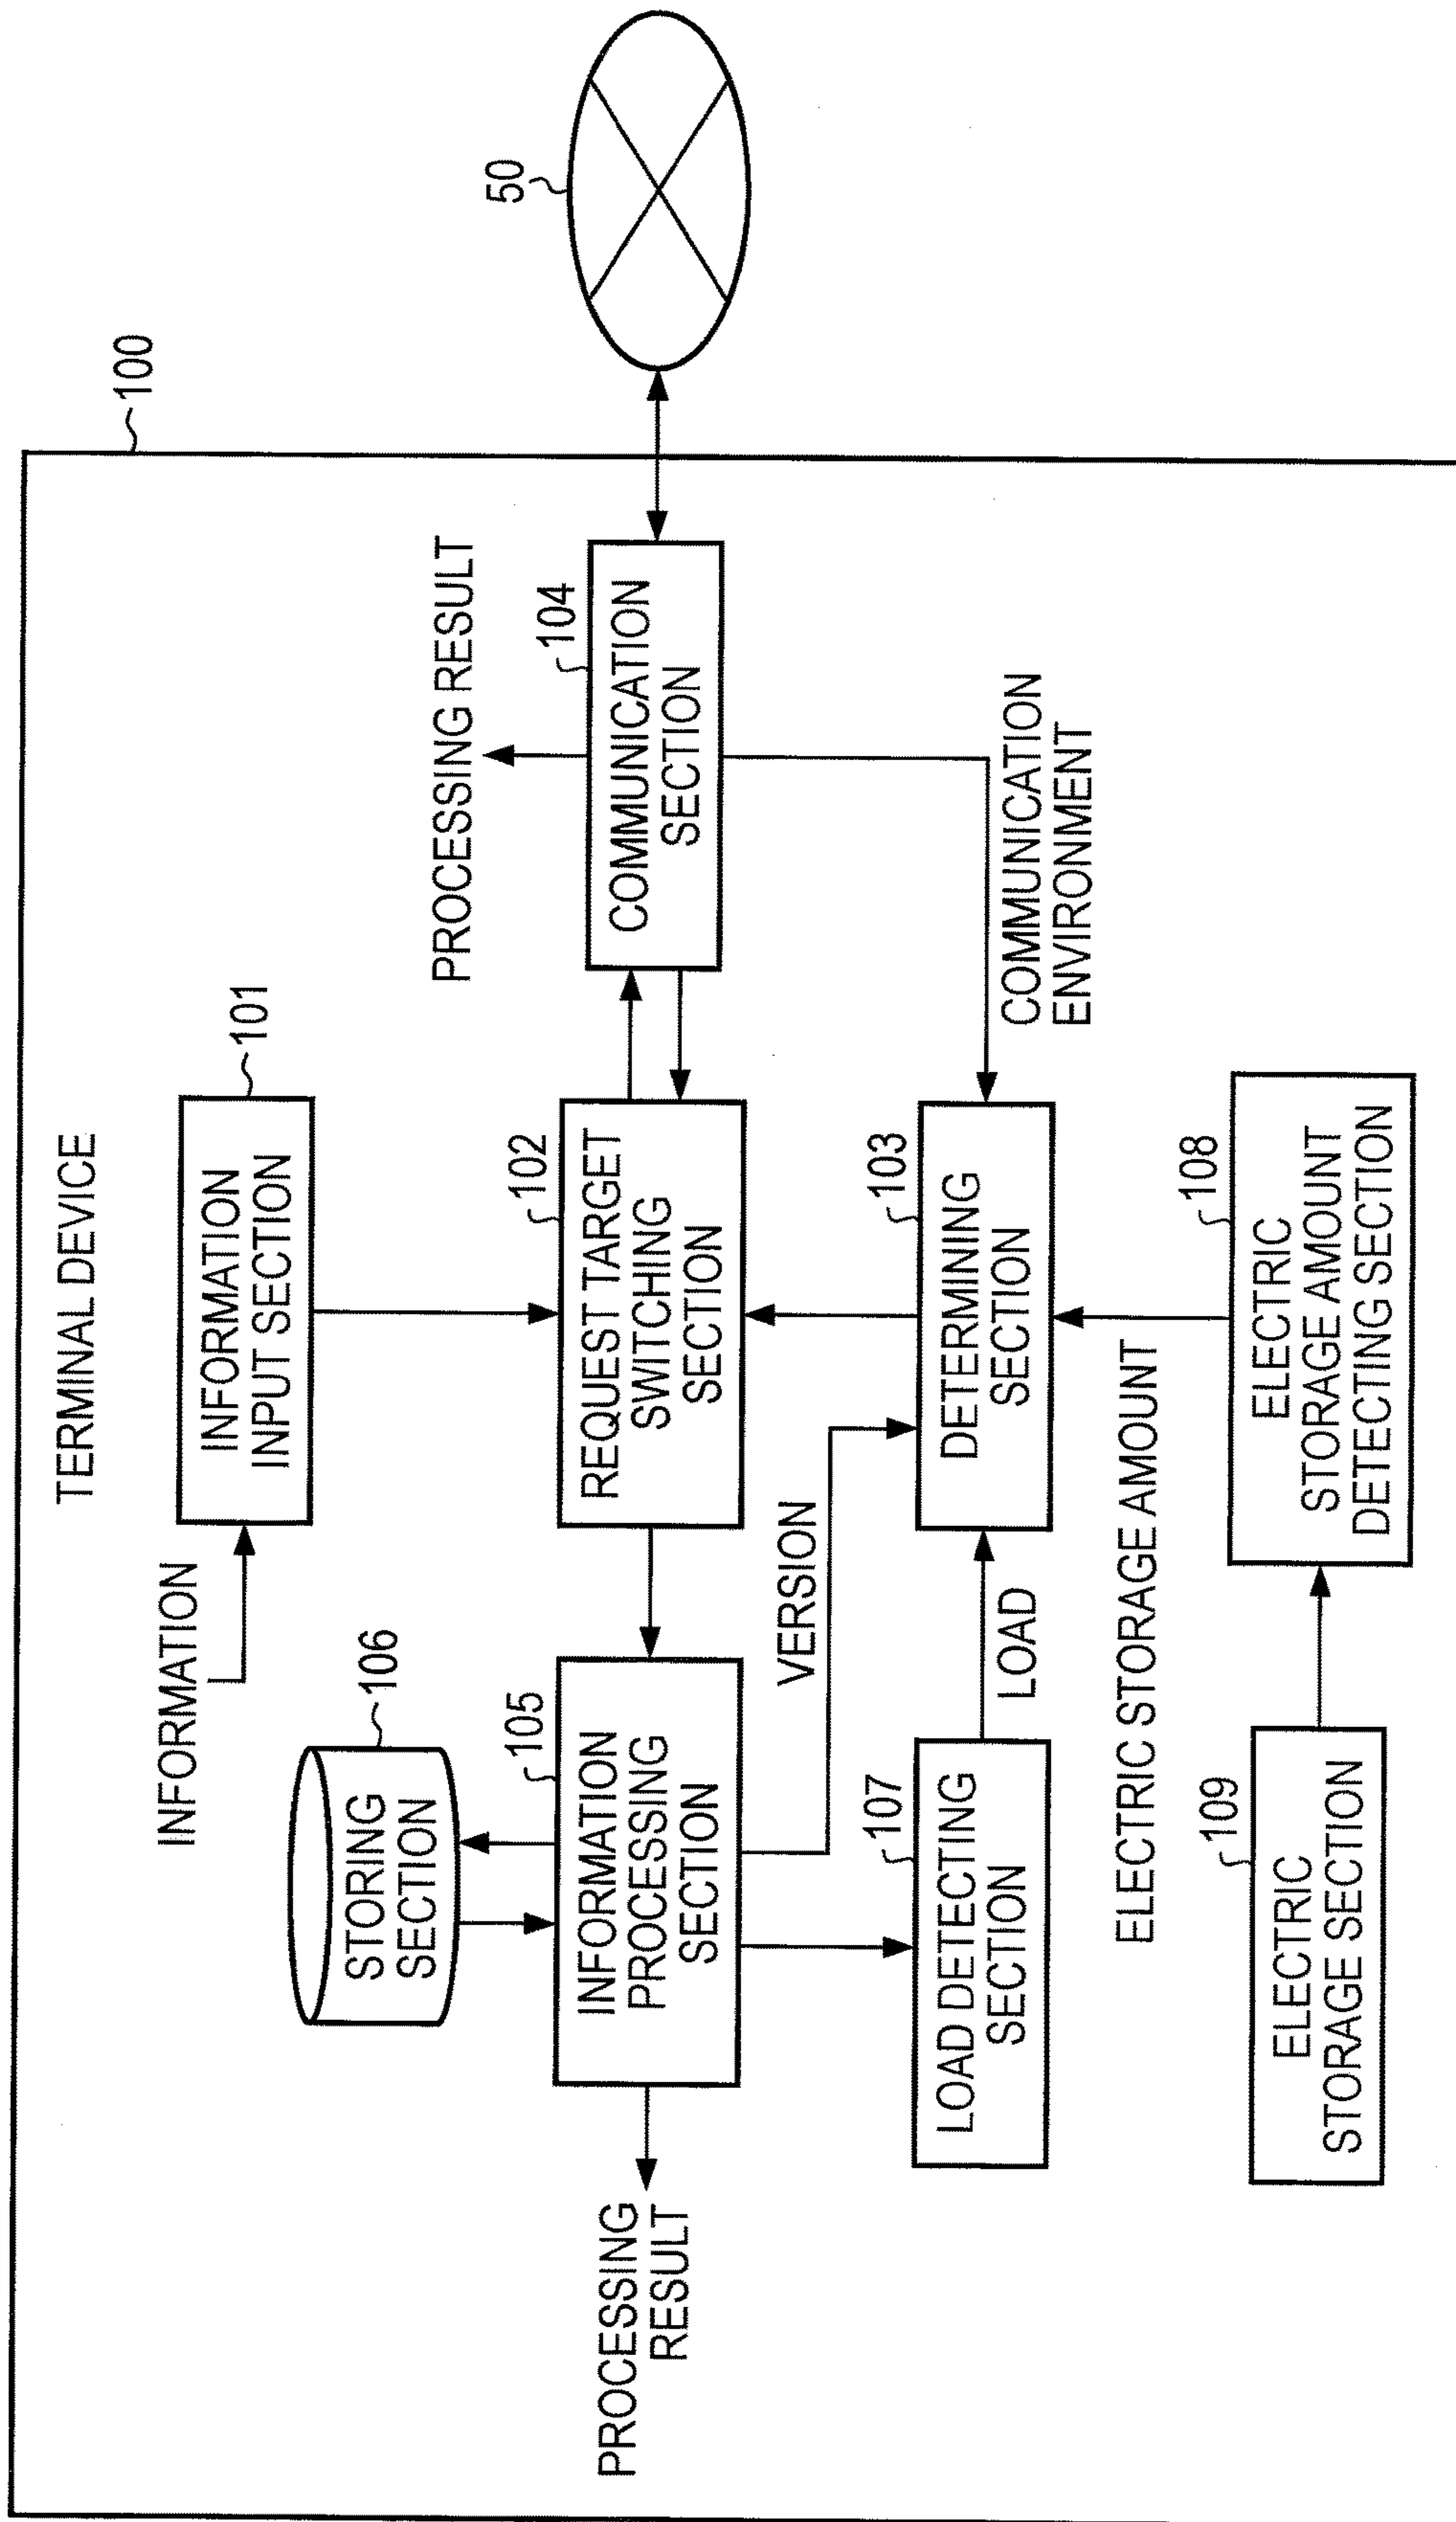 TERMINAL DEVICE
100
INFORMATION
101
INFORMATION
INPUT SECTION
PROCESSING RESULT
50
106
STORING
SECTION
105
INFORMATION
PROCESSING
SECTION
102
REQUEST TARGET
SWITCHING
SECTION
104
COMMUNICATION
SECTION
PROCESSING
RESULT
VERSION
107
LOAD DETECTING
SECTION
LOAD
103
DETERMINING
SECTION
COMMUNICATION
ENVIRONMENT
ELECTRIC STORAGE AMOUNT
109
ELECTRIC
STORAGE SECTION
108
ELECTRIC
STORAGE AMOUNT
DETECTING SECTION